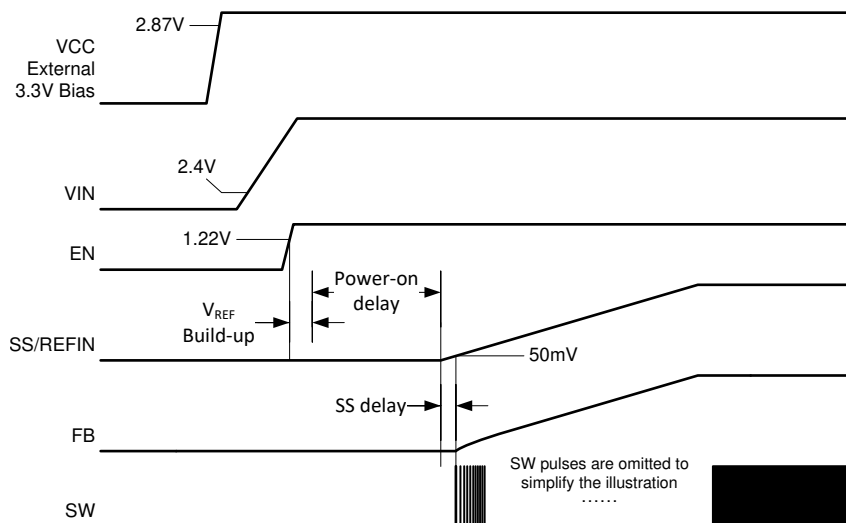 2.87V
VCC
External
3.3V Bias
2.4V
VIN
1.22V
EN
Power-on
delay
VREF
Build-up
SS/REFIN
50mV
SS delay
FB
SW pulses are omitted to
simplify the illustration
......
SW